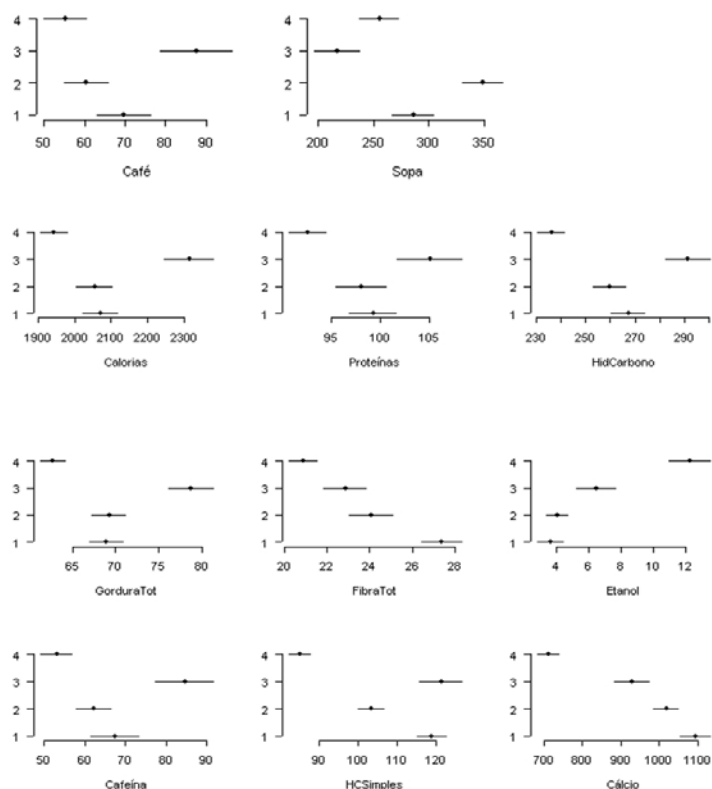 4
3
2
1
50 60 70 80 90
Café
4
3
2
1
200 250 300 350
Sopa
4
3
2
1
1900 2000 2100 2200 2300
Calorias
4
3
2
1
95 100 105
Proteínas
4
3
2
1
230 250 270 290
HidCarbono
4
3
2
1
65 70 75 80
GorduraTot
4
3
2
1
20 22 24 26 28
FibraTot
4
3
2
1
4 6 8 10 12
Etanol
4
3
2
1
50 60 70 80 90
Cafeína
4
3
2
1
90 100 110 120
HCSimples
4
3
2
1
700 800 900 1000 1100
Cálcio